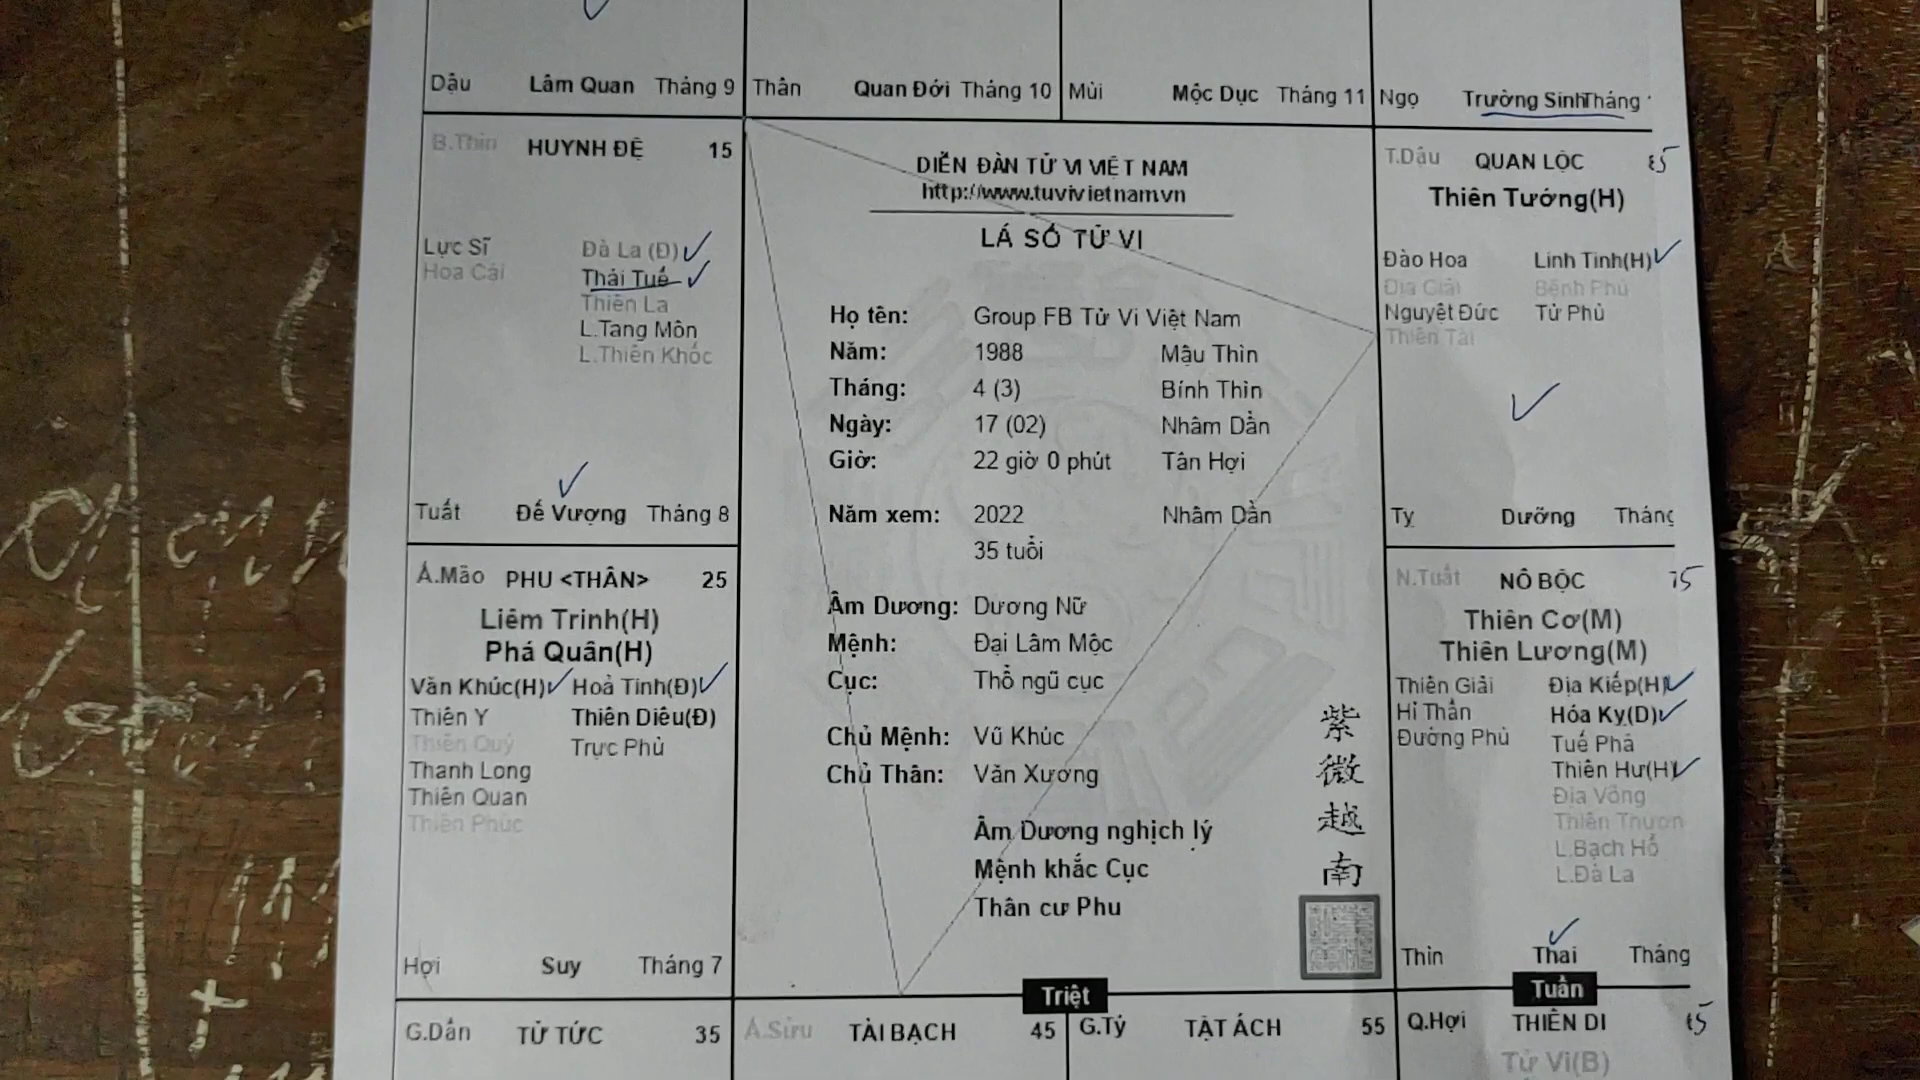 Dậu Lâm Quan Tháng 9
Thân Quan Đới Tháng 10
Mùi Mộc Dục Tháng 11
Ngọ Trường Sinh Tháng
B.Thìn HUYNH ĐỆ 15
Lực Sĩ Đà La (Đ)
Hoa Cái Thái Tuế
Thiên La
L.Tang Môn
L.Thiên Khốc
Tuất Đế Vượng Tháng 8
Á.Mão PHU <THÂN> 25
Liêm Trinh(H)
Phá Quân(H)
Văn Khúc(H) Hoả Tinh(Đ)
Thiên Y Thiên Diêu(Đ)
Thiên Quý Trực Phù
Thanh Long
Thiên Quan
Thiên Phúc
Hợi Suy Tháng 7
DIỄN ĐÀN TỬ VI VIỆT NAM
http://www.tuvivietnam.vn
LÁ SỐ TỬ VI
Họ tên: Group FB Tử Vi Việt Nam
Năm: 1988 Mậu Thìn
Tháng: 4 (3) Bính Thìn
Ngày: 17 (02) Nhâm Dần
Giờ: 22 giờ 0 phút Tân Hợi
Năm xem: 2022 Nhâm Dần
35 tuổi
Âm Dương: Dương Nữ
Mệnh: Đại Lâm Mộc
Cục: Thổ ngũ cục
Chủ Mệnh: Vũ Khúc
Chủ Thân: Văn Xương
Âm Dương nghịch lý
Mệnh khắc Cục
Thân cư Phu
紫
微
越
南
T.Dậu QUAN LỘC
Thiên Tướng(H)
Đào Hoa Linh Tinh(H)
Địa Giải Bệnh Phù
Nguyệt Đức Tử Phù
Thiên Tài
Tỵ Dưỡng Tháng
N.Tuất NÔ BỘC 75
Thiên Cơ(M)
Thiên Lương(M)
Thiên Giải Địa Kiếp(H)
Hỉ Thần Hóa Kỵ(D)
Đường Phù Tuế Phá
Thiên Hư(H)
Địa Võng
L.Bạch Hổ
L.Đà La
Thìn Thai Tháng
Triệt
Tuần
G.Dần TỬ TỨC 35
Á.Sửu TÀI BẠCH 45
G.Tý TẬT ÁCH 55
Q.Hợi THIÊN DI
Tử Vi(B)